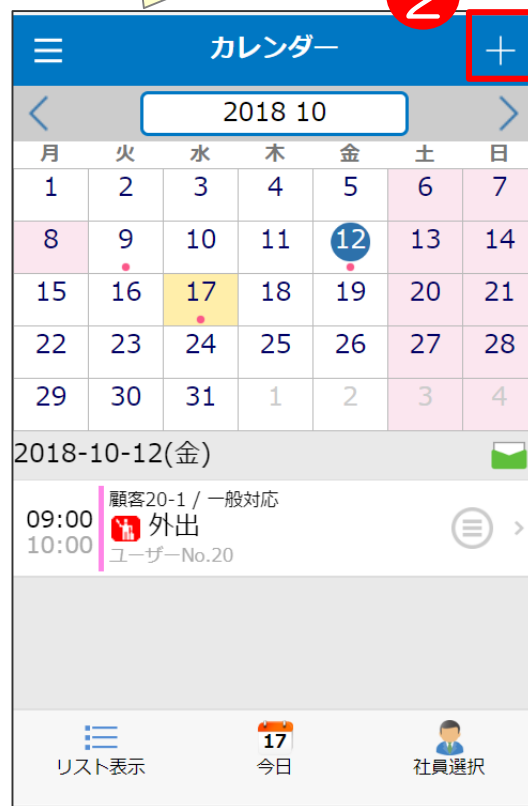 2
カレンダー
2018 10
月 火 水 木 金 土 日
1 2 3 4 5 6 7
8 9 10 11 12 13 14
15 16 17 18 19 20 21
22 23 24 25 26 27 28
29 30 31 1 2 3 4
2018-10-12(金)
顧客20-1 / 一般対応
09:00 外出
10:00 ユーザーNo.20
17
リスト表示 今日 社員選択